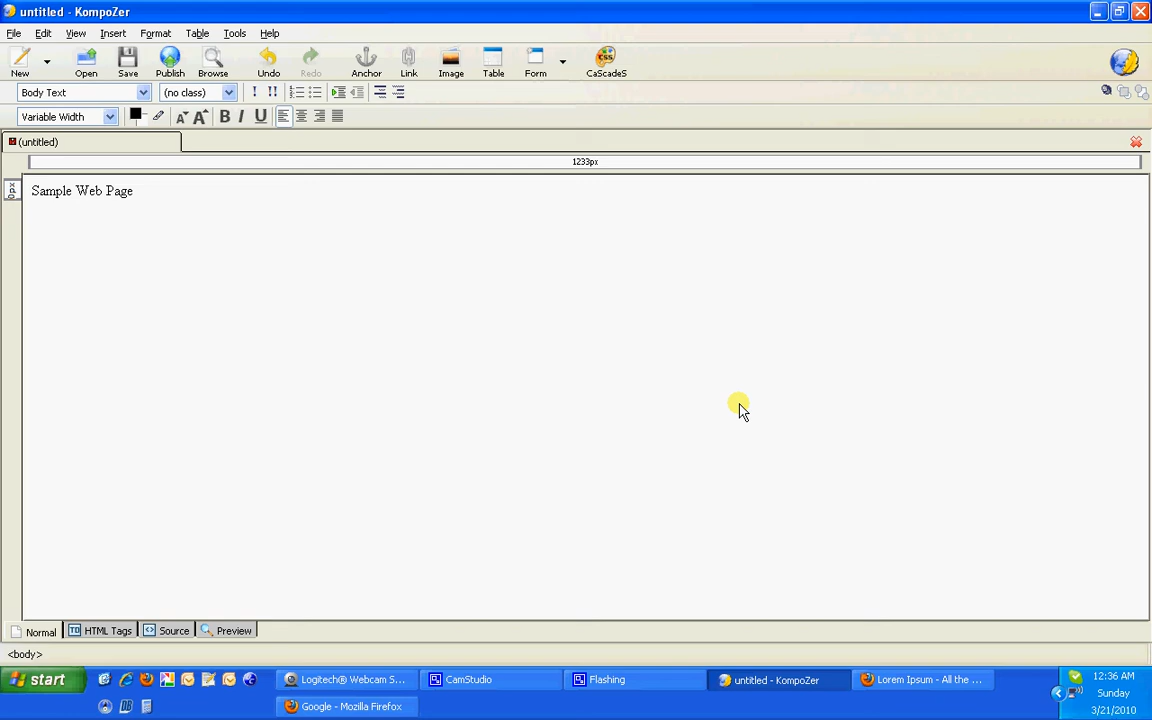 untitled - KompoZer
File Edit View Insert Format Table Tools Help
New Open Save Publish Browse Undo Redo Anchor Link Image Table Form CaScadeS
Body Text (no class) ! !!
Variable Width B I U
(untitled)
1233px
0px
Sample Web Page
Normal HTML Tags Source Preview
<body>
start Logitech® Webcam S... CamStudio Flashing untitled - KompoZer Lorem Ipsum - All the ... 12:36 AM
Sunday
Google - Mozilla Firefox 3/21/2010